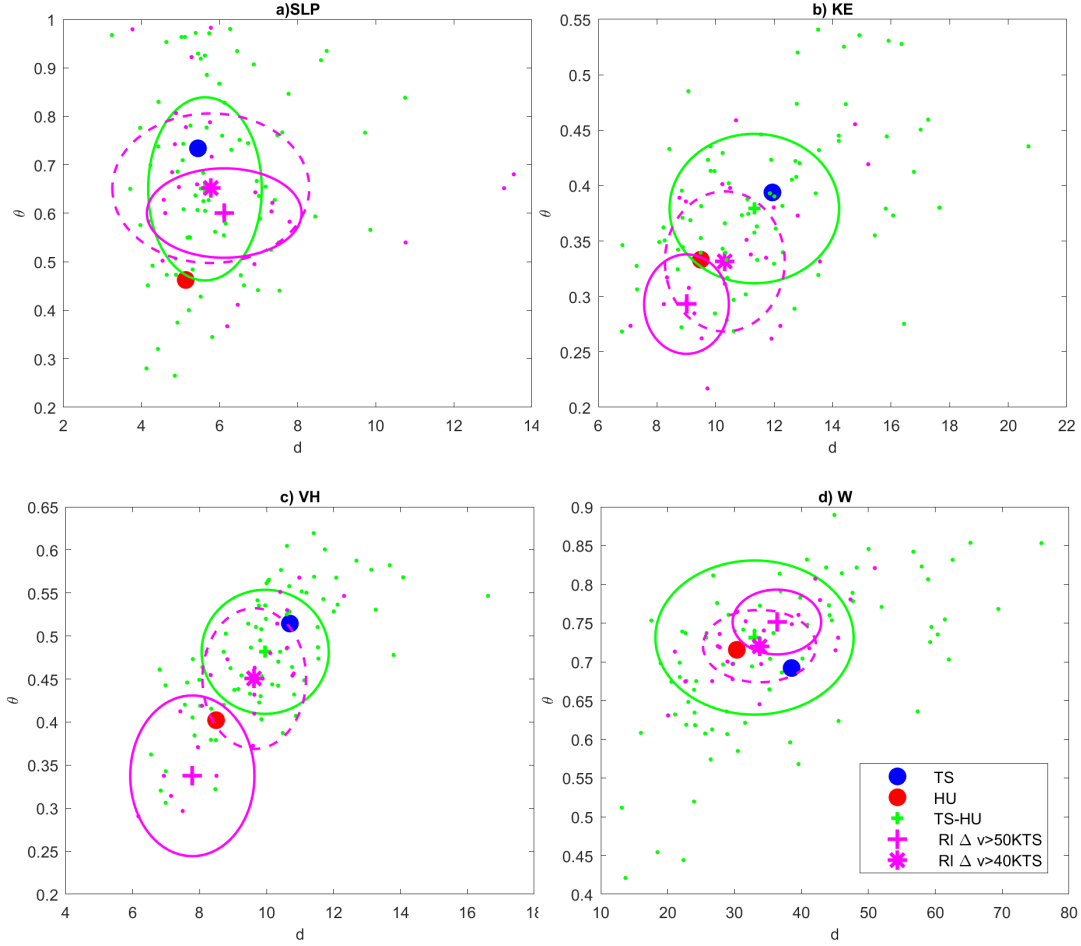 a)SLP
1
0.9
0.8
0.7
0.6
0.5
0.4
0.3
0.2
θ
2 4 6 8 10 12 14
d
b) KE
0.55
0.5
0.45
0.4
0.35
0.3
0.25
0.2
θ
6 8 10 12 14 16 18 20 22
d
c) VH
0.65
0.6
0.55
0.5
0.45
0.4
0.35
0.3
0.25
0.2
θ
4 6 8 10 12 14 16 18
d
d) W
0.9
0.85
0.8
0.75
0.7
0.65
0.6
0.55
0.5
0.45
0.4
θ
10 20 30 40 50 60 70 80
d
TS
HU
TS-HU
RI Δ v>50KTS
RI Δ v>40KTS